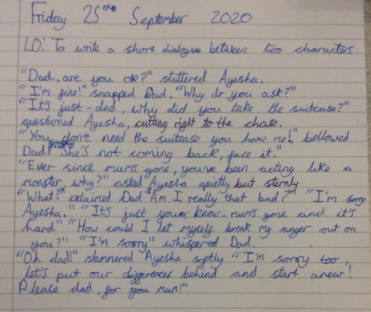 Friday 25th September 2020
LO: To write a short dialogue between two characters.
"Dad, are you ok?" stuttered Ayesha.
"I'm fine!" snapped Dad. "Why do you ask?"
"It's just - dad, why did you take the suitcase?"
questioned Ayesha, cutting right to the chase.
"You don't need the suitcase you have me!" bellowed
Dad. "She's not coming back, face it."
"Ever since mum's gone, you've been acting like a
monster why?" asked Ayesha quietly but sternly
"What?" exclaimed Dad "Am I really that bad?" "I'm sorry
Ayesha." "It's just you know mum's gone and it's
hard" "How could I let myself break my anger out on
you?" "I'm sorry" whispered Dad.
"Oh dad!" stammered Ayesha softly "I'm sorry too,
let's put our differences behind and start anew!
Please dad, for you mum!"